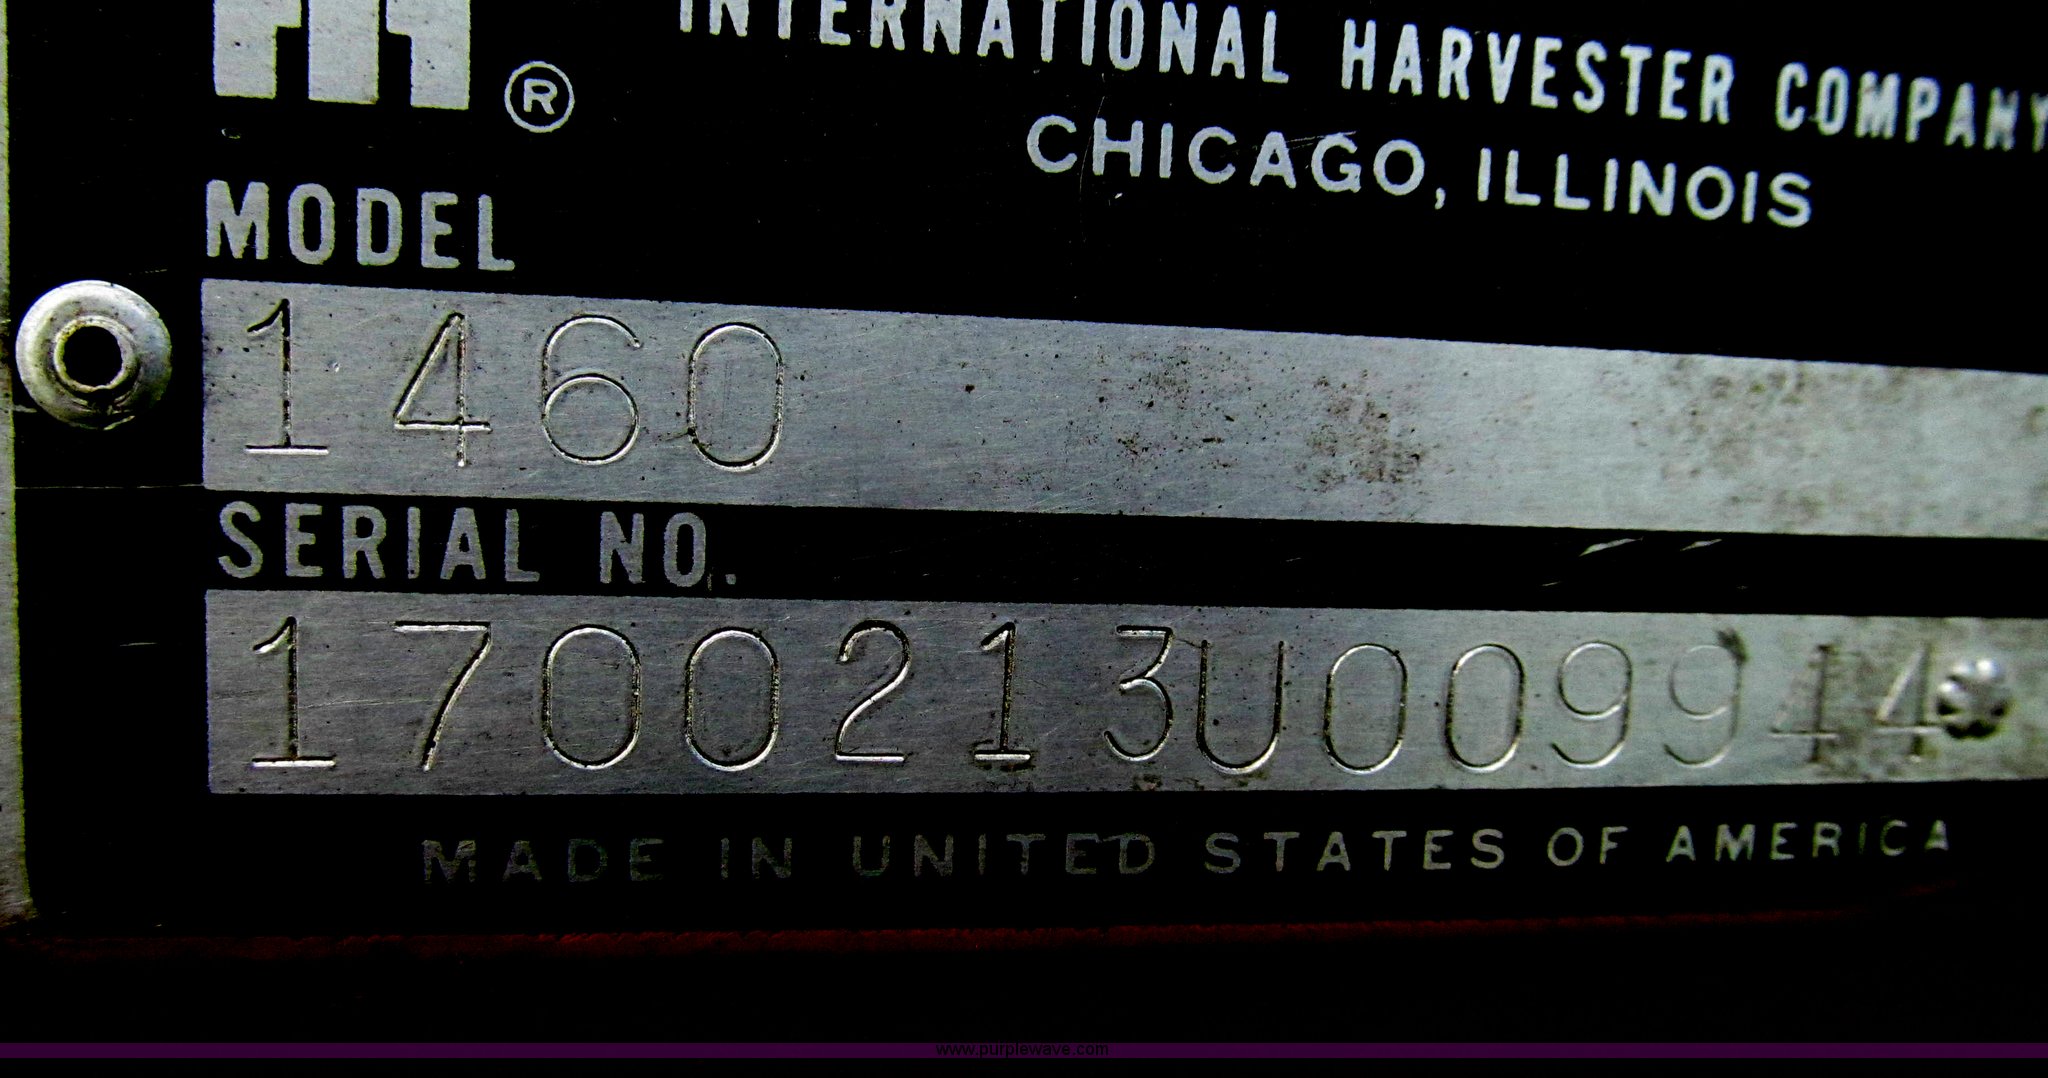 ®
INTERNATIONAL HARVESTER COMPANY
CHICAGO, ILLINOIS
MODEL
1460
SERIAL NO.
1700213U009944
MADE IN UNITED STATES OF AMERICA
www.purplewave.com